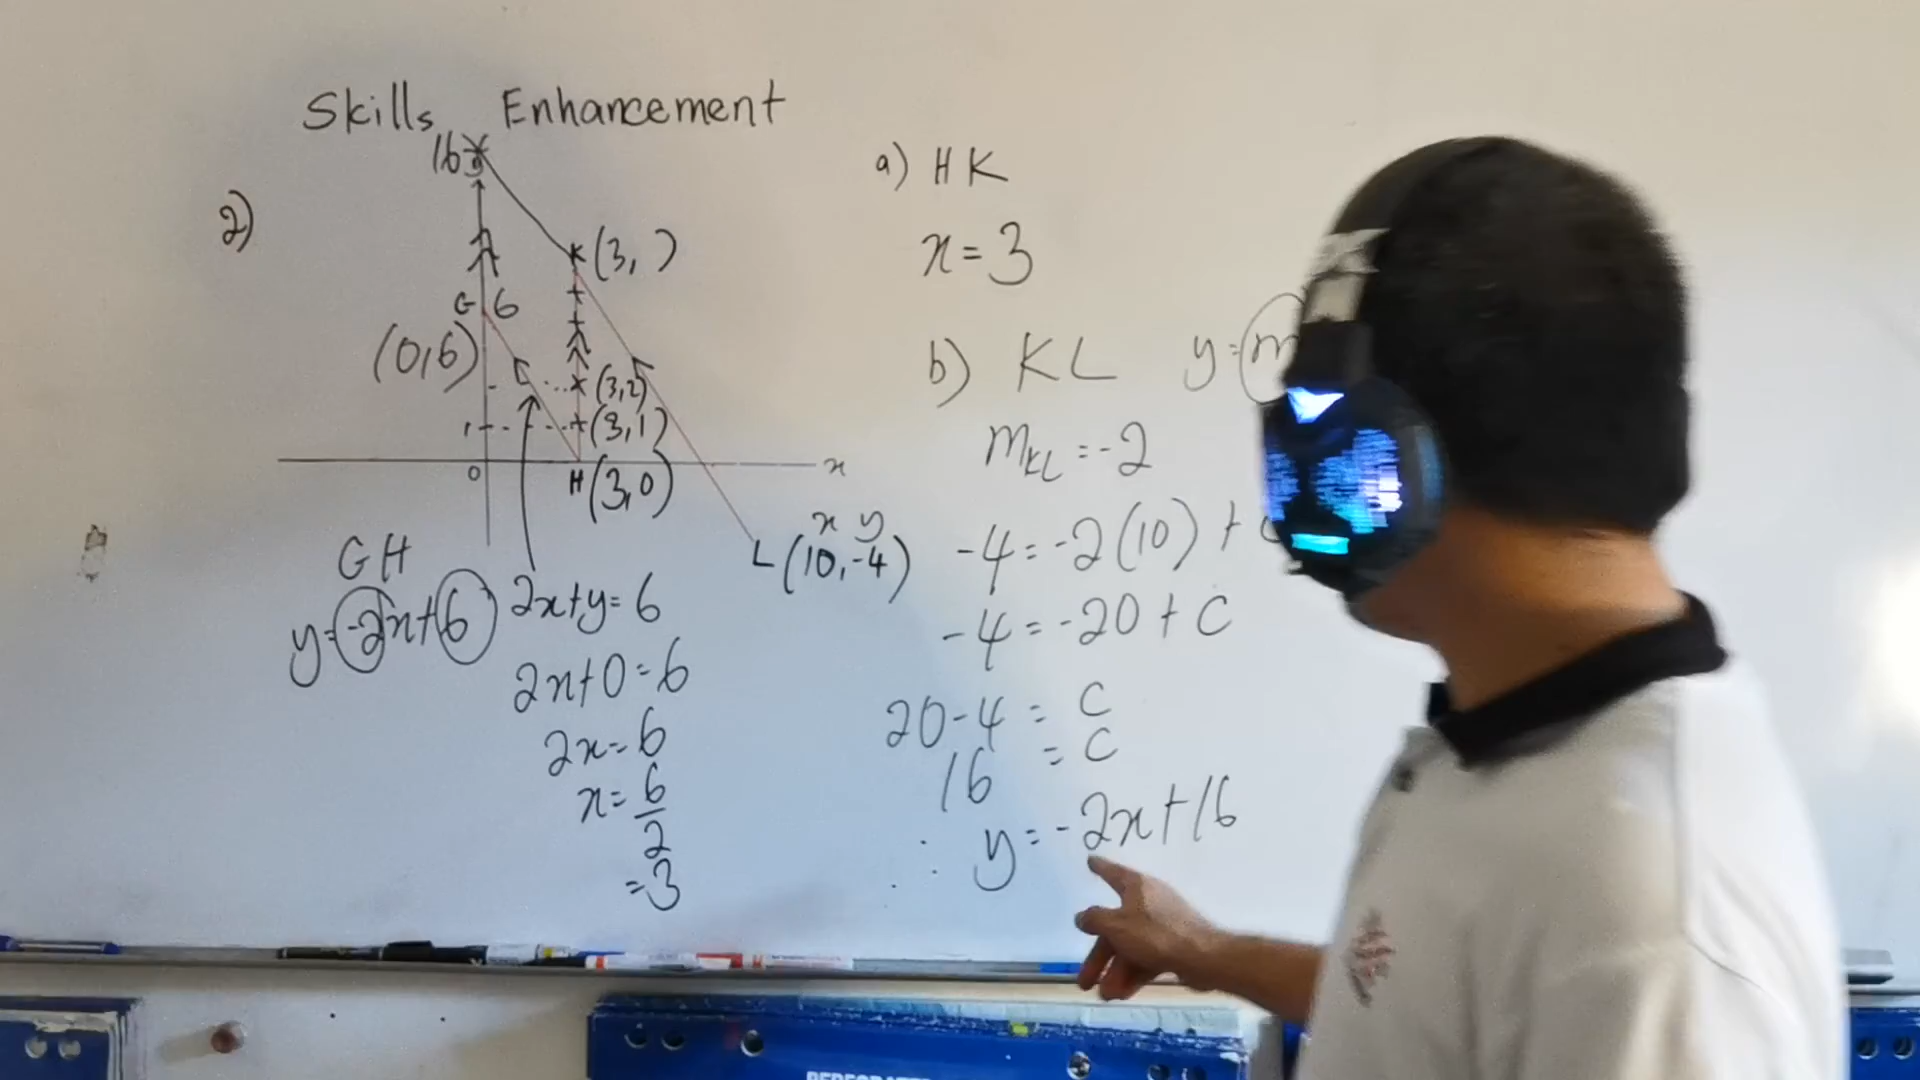 Skills Enhancement
2)
16 y
K (3, )
G 6
(0,6)
(3,2)
1
(3,1)
0
H (3,0)
x
x y
L (10,-4)
GH
y=-2x+6
2x+y=6
2x+0=6
2x=6
x=6
2
=3
a) HK
x=3
b) KL y=m
mKL=-2
-4=-2(10)+
-4=-20+C
20-4=C
16=C
∴ y=-2x+16